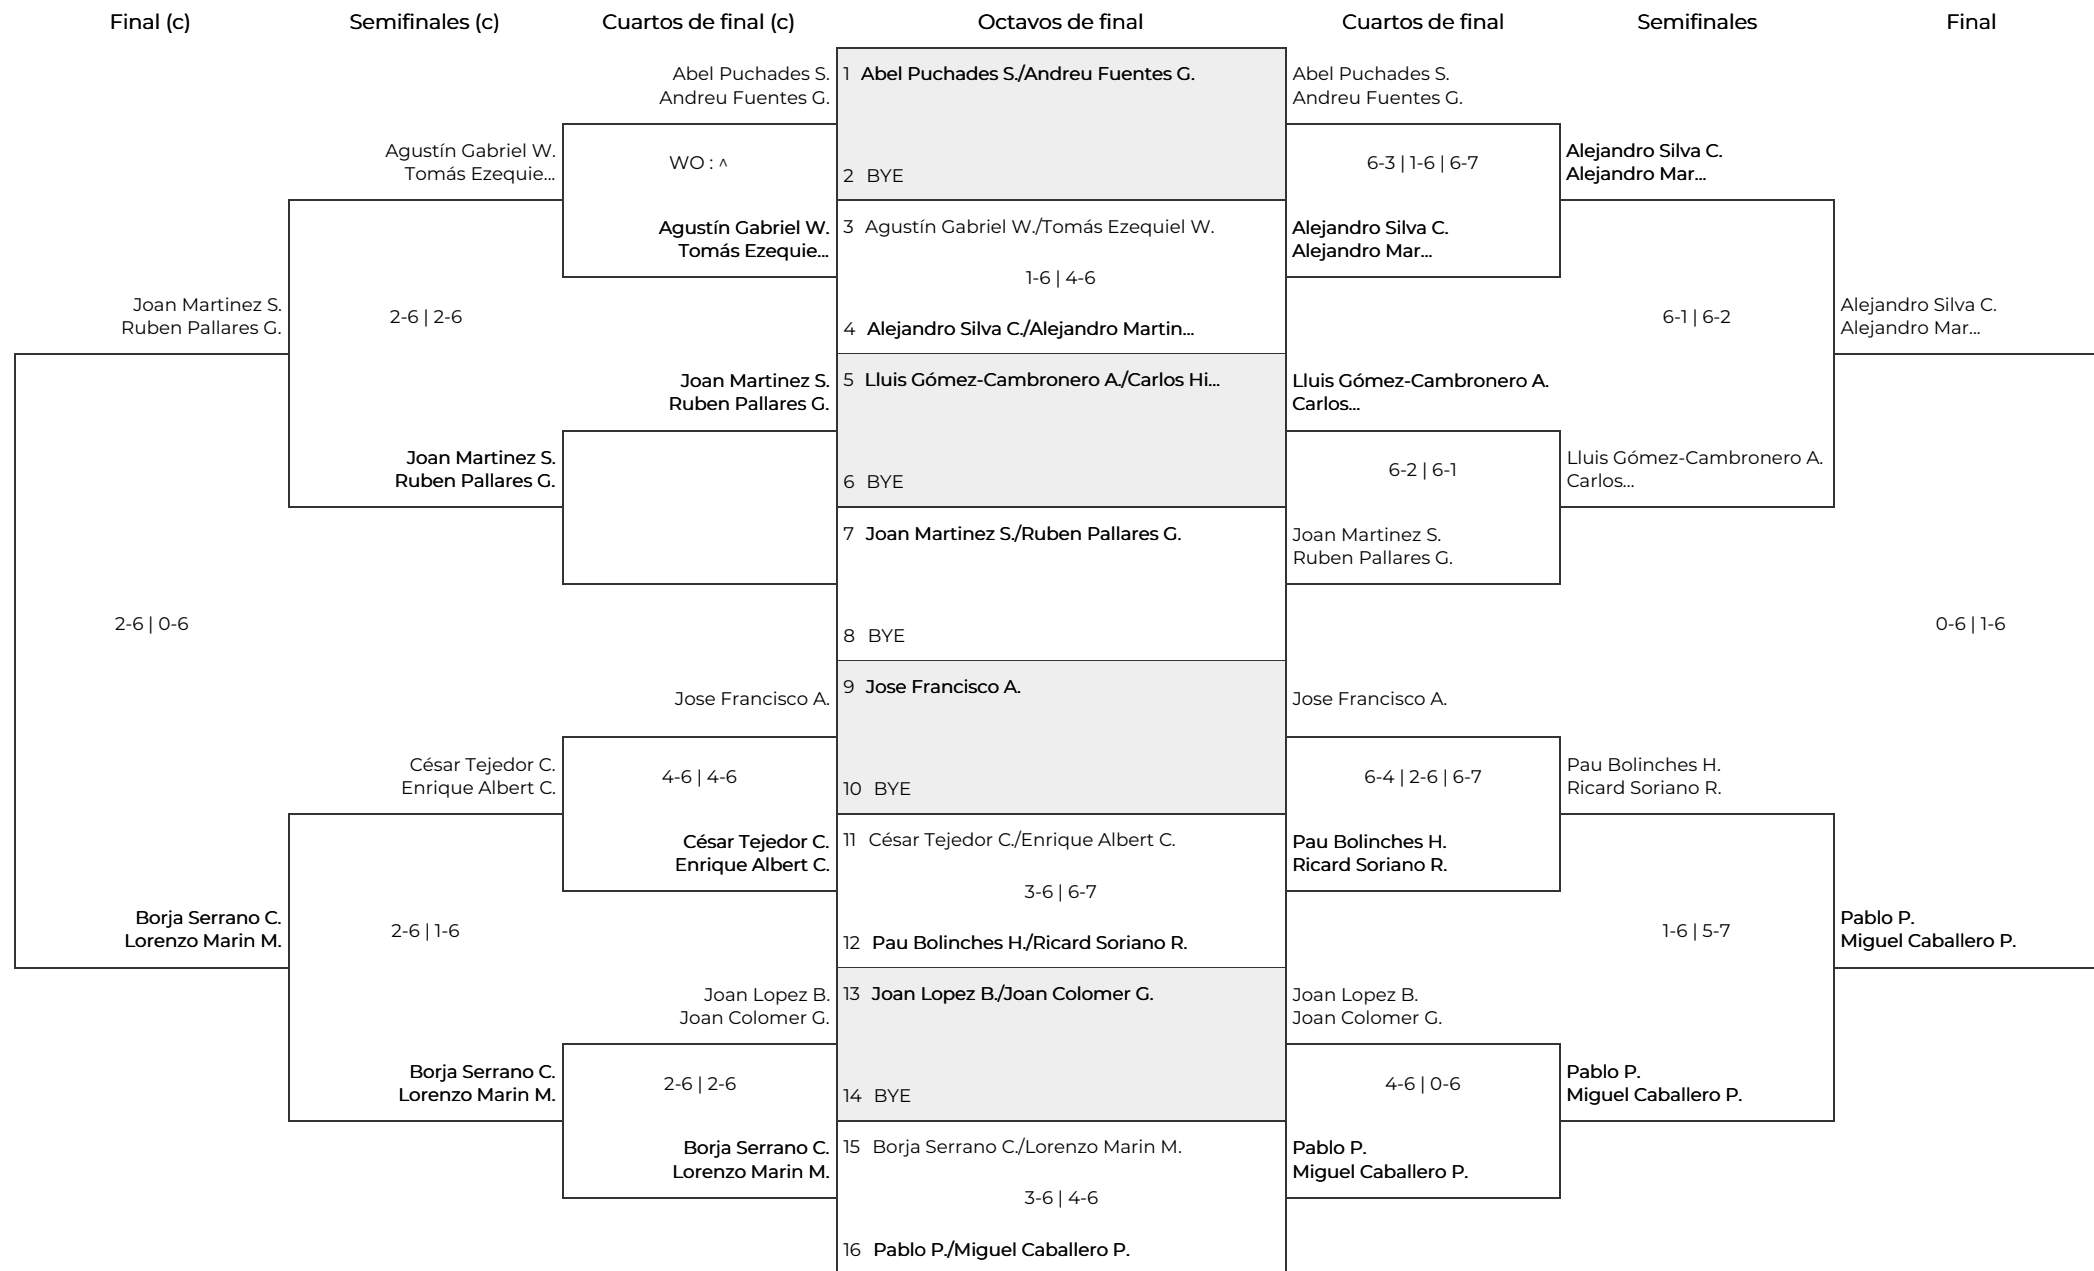 Final (c)
Semifinales (c)
Cuartos de final (c)
Octavos de final
Cuartos de final
Semifinales
Final
Joan Martinez S.
Ruben Pallares G.
2-6 | 0-6
Borja Serrano C.
Lorenzo Marin M.
Agustín Gabriel W.
Tomás Ezequie...
2-6 | 2-6
Joan Martinez S.
Ruben Pallares G.
César Tejedor C.
Enrique Albert C.
2-6 | 1-6
Borja Serrano C.
Lorenzo Marin M.
Abel Puchades S.
Andreu Fuentes G.
WO : ^
Agustín Gabriel W.
Tomás Ezequie...
Joan Martinez S.
Ruben Pallares G.
Jose Francisco A.
4-6 | 4-6
César Tejedor C.
Enrique Albert C.
Joan Lopez B.
Joan Colomer G.
2-6 | 2-6
Borja Serrano C.
Lorenzo Marin M.
1 Abel Puchades S./Andreu Fuentes G.
2 BYE
3 Agustín Gabriel W./Tomás Ezequiel W.
1-6 | 4-6
4 Alejandro Silva C./Alejandro Martin...
5 Lluis Gómez-Cambronero A./Carlos Hi...
6 BYE
7 Joan Martinez S./Ruben Pallares G.
8 BYE
9 Jose Francisco A.
10 BYE
11 César Tejedor C./Enrique Albert C.
3-6 | 6-7
12 Pau Bolinches H./Ricard Soriano R.
13 Joan Lopez B./Joan Colomer G.
14 BYE
15 Borja Serrano C./Lorenzo Marin M.
3-6 | 4-6
16 Pablo P./Miguel Caballero P.
Abel Puchades S.
Andreu Fuentes G.
6-3 | 1-6 | 6-7
Alejandro Silva C.
Alejandro Mar...
Lluis Gómez-Cambronero A.
Carlos...
6-2 | 6-1
Joan Martinez S.
Ruben Pallares G.
Jose Francisco A.
6-4 | 2-6 | 6-7
Pau Bolinches H.
Ricard Soriano R.
Joan Lopez B.
Joan Colomer G.
4-6 | 0-6
Pablo P.
Miguel Caballero P.
Alejandro Silva C.
Alejandro Mar...
6-1 | 6-2
Lluis Gómez-Cambronero A.
Carlos...
Pau Bolinches H.
Ricard Soriano R.
1-6 | 5-7
Pablo P.
Miguel Caballero P.
Alejandro Silva C.
Alejandro Mar...
0-6 | 1-6
Pablo P.
Miguel Caballero P.